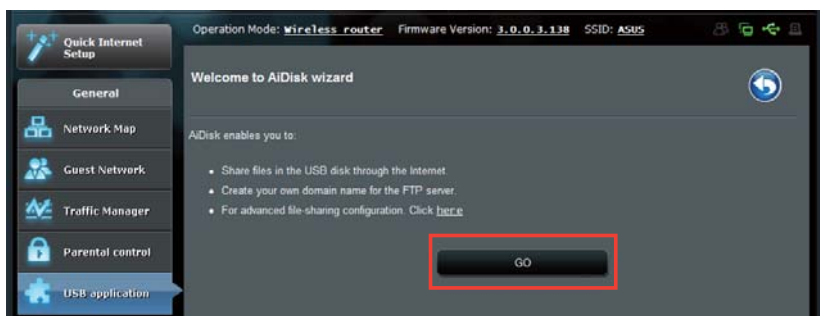 Operation Mode: Wireless router Firmware Version: 3.0.0.3.138 SSID: ASUS
Quick Internet
Setup
General
Network Map
Guest Network
Traffic Manager
Parental control
USB application
Welcome to AiDisk wizard
AiDisk enables you to:
• Share files in the USB disk through the Internet.
• Create your own domain name for the FTP server.
• For advanced file-sharing configuration. Click here
GO